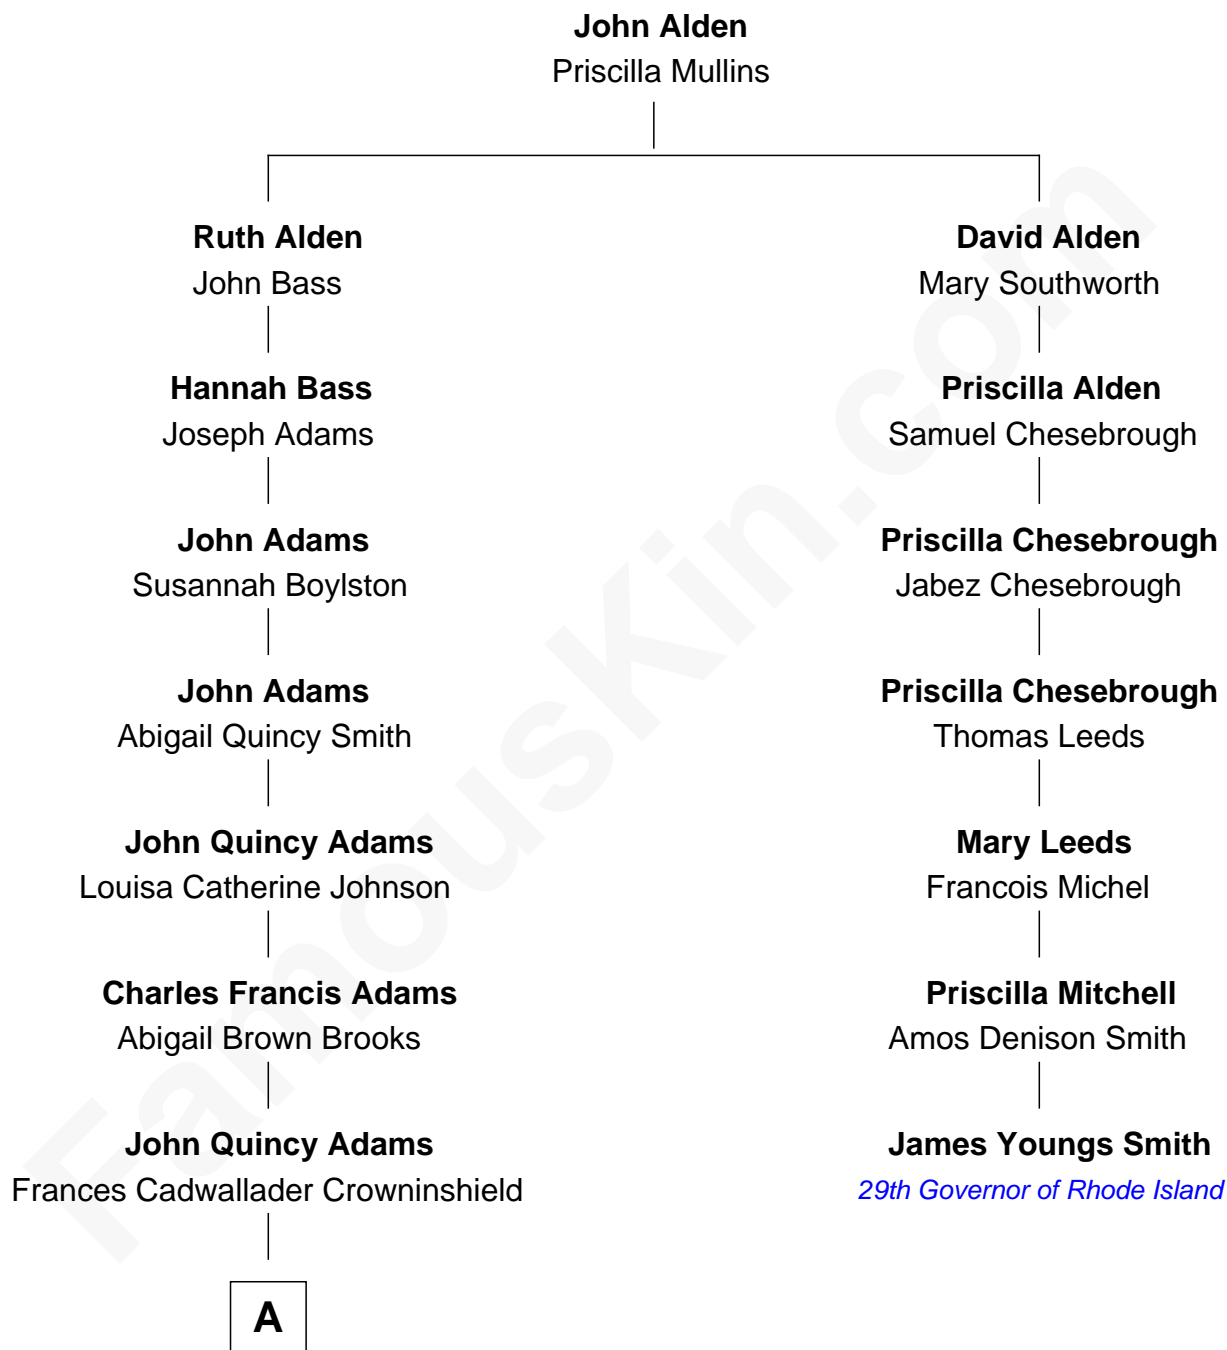 John Alden
Priscilla Mullins
Ruth Alden
John Bass
David Alden
Mary Southworth
Hannah Bass
Joseph Adams
Priscilla Alden
Samuel Chesebrough
John Adams
Susannah Boylston
Priscilla Chesebrough
Jabez Chesebrough
John Adams
Abigail Quincy Smith
Priscilla Chesebrough
Thomas Leeds
John Quincy Adams
Louisa Catherine Johnson
Mary Leeds
Francois Michel
Charles Francis Adams
Abigail Brown Brooks
Priscilla Mitchell
Amos Denison Smith
John Quincy Adams
Frances Cadwallader Crowninshield
James Youngs Smith
29th Governor of Rhode Island
A
FamousKin.com